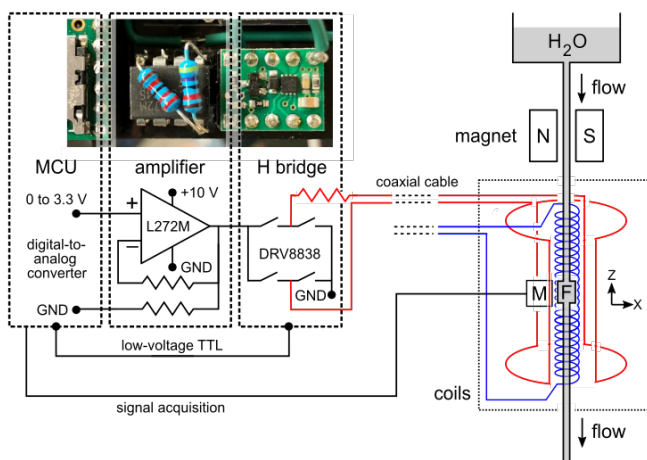 H2O
flow
magnet
N
S
MCU
amplifier
H bridge
coaxial cable
0 to 3.3 V
+
+10 V
L272M
digital-to-
analog
converter
−
DRV8838
GND
GND
GND
M
F
Z
X
low-voltage TTL
signal acquisition
coils
flow